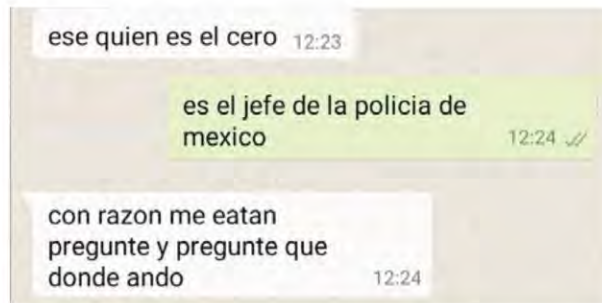 ese quien es el cero 12:23
es el jefe de la policia de
mexico 12:24
con razon me eatan
pregunte y pregunte que
donde ando 12:24